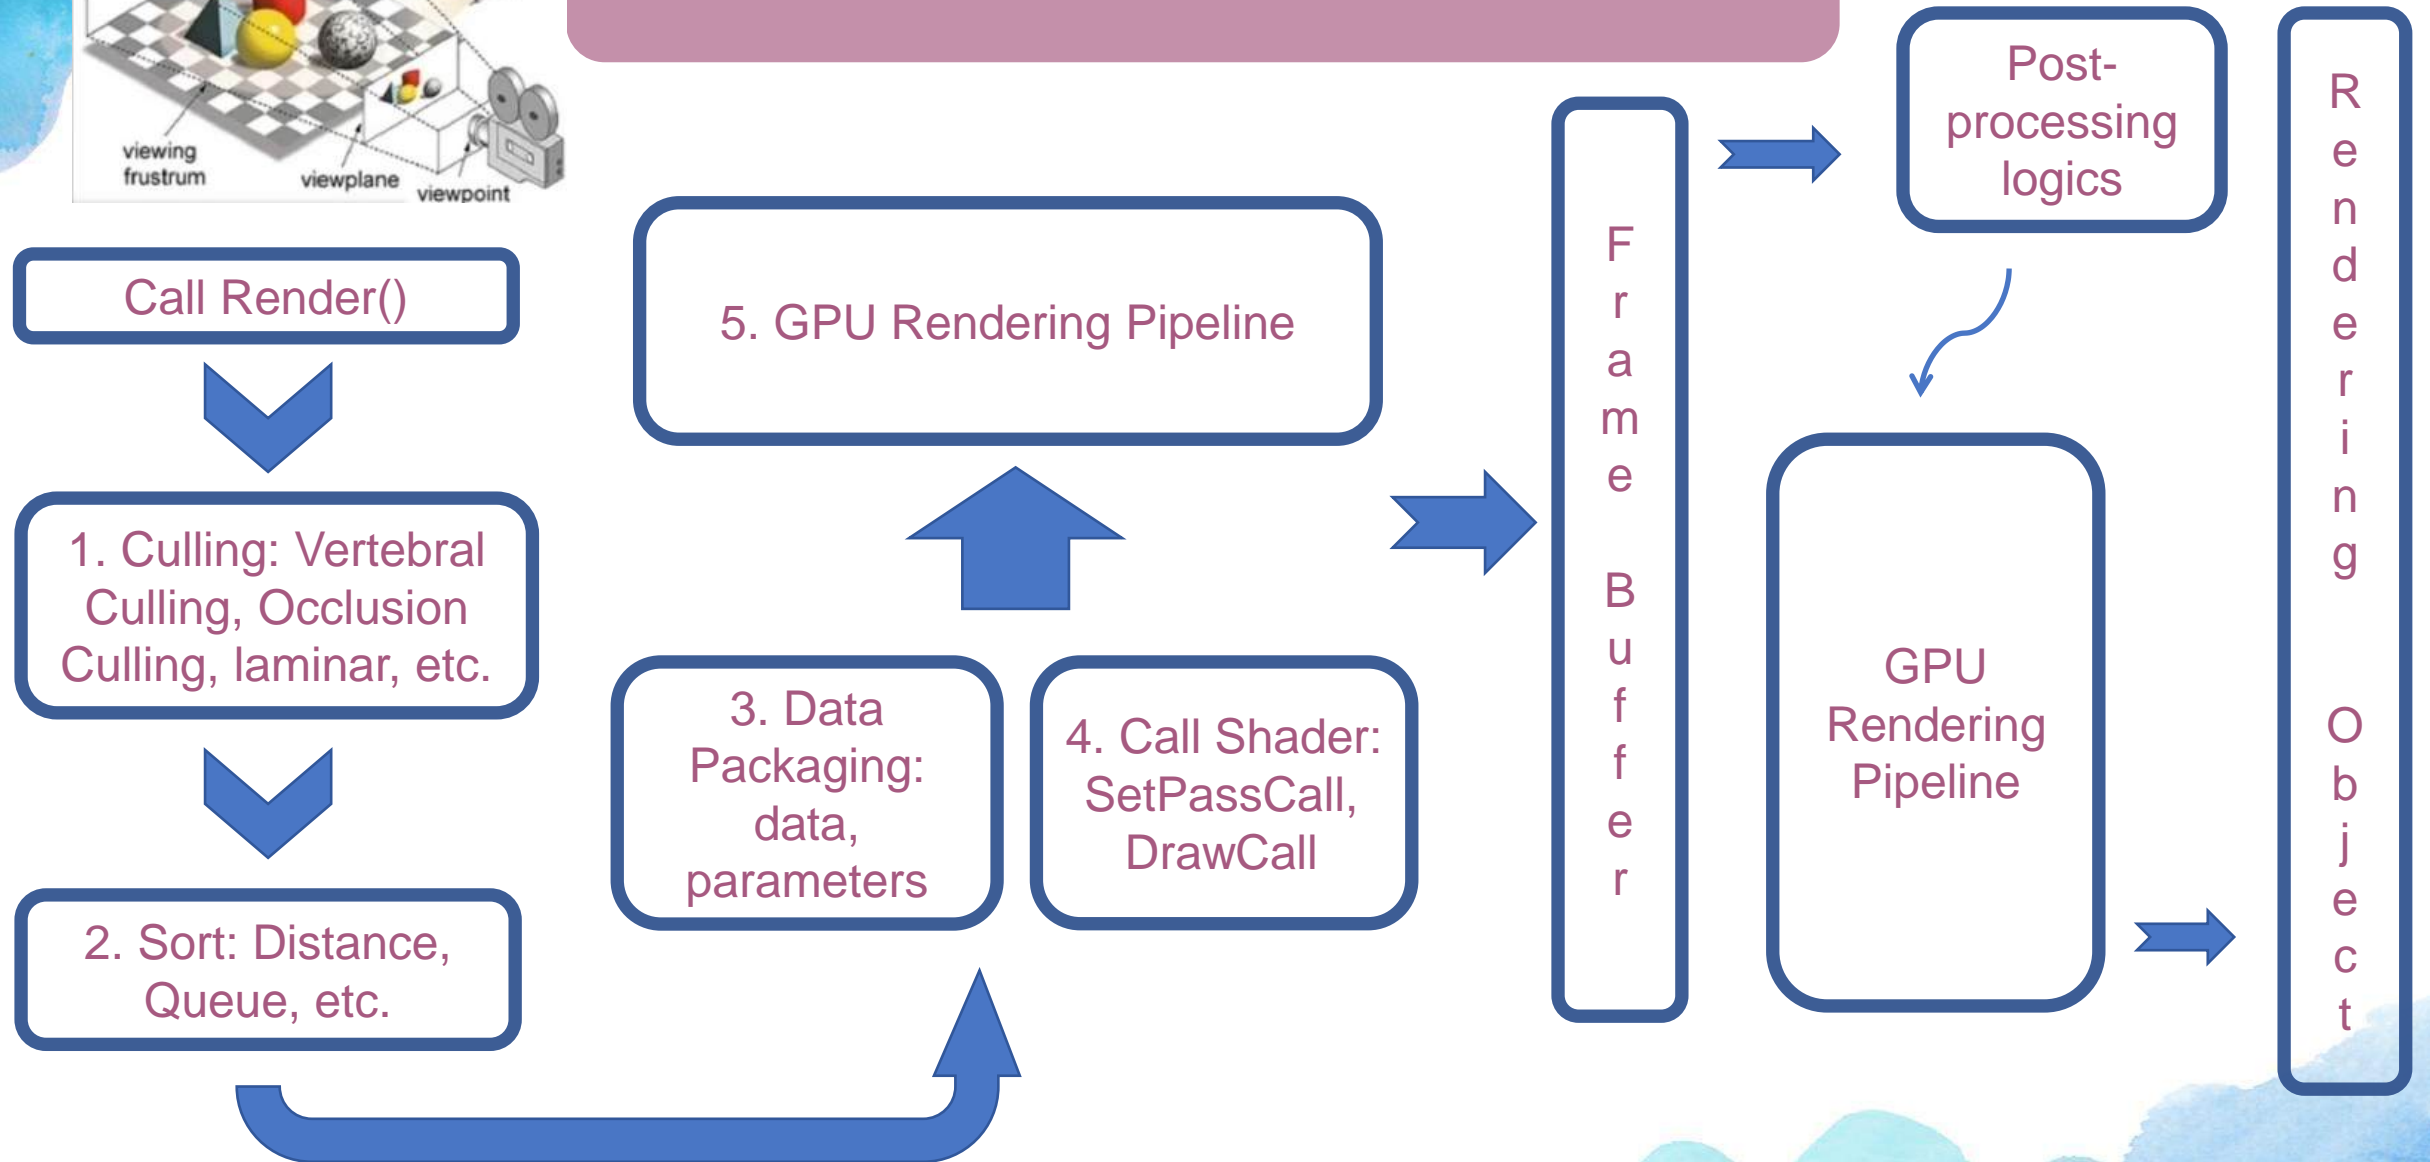 viewing
frustrum
viewplane
viewpoint
Call Render()
1. Culling: Vertebral
Culling, Occlusion
Culling, laminar, etc.
2. Sort: Distance,
Queue, etc.
3. Data
Packaging:
data,
parameters
4. Call Shader:
SetPassCall,
DrawCall
5. GPU Rendering Pipeline
Frame Buffer
Post-
processing
logics
GPU
Rendering
Pipeline
Rendering Object